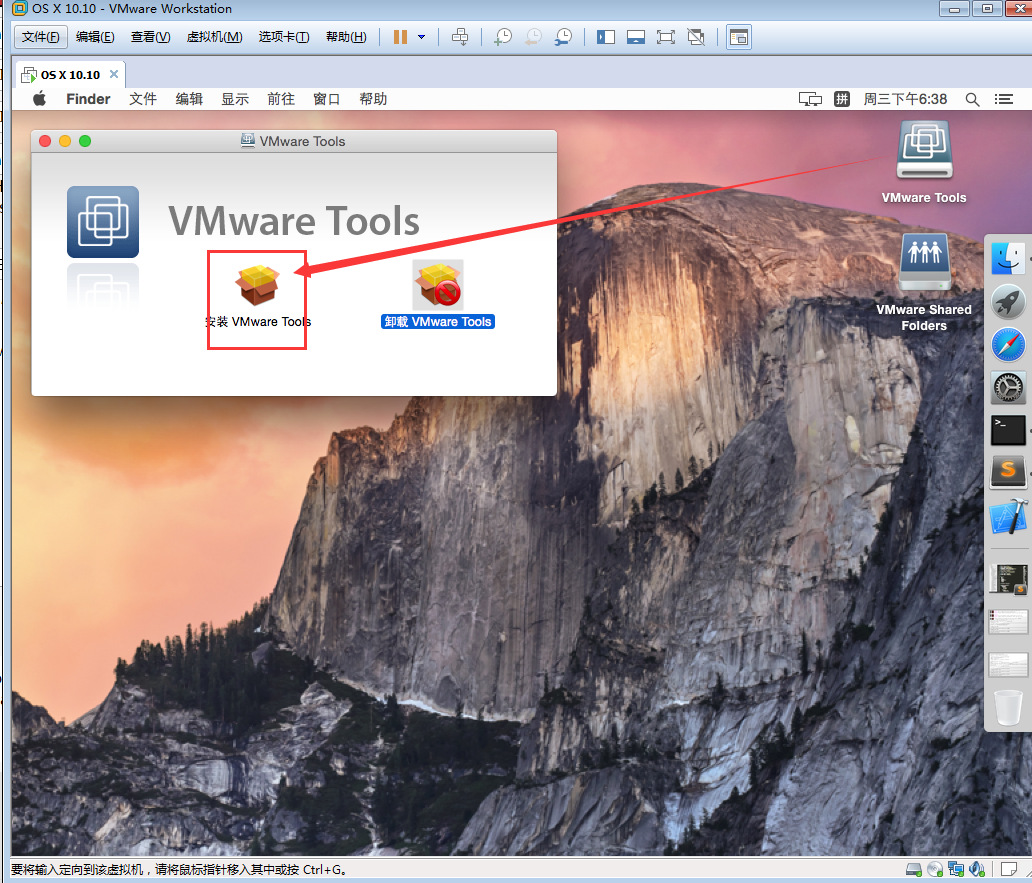 OS X 10.10 - VMware Workstation
文件(F) 编辑(E) 查看(V) 虚拟机(M) 选项卡(T) 帮助(H)
OS X 10.10
Finder 文件 编辑 显示 前往 窗口 帮助 拼 周三下午6:38
VMware Tools
VMware Tools
安装 VMware Tools
卸载 VMware Tools
VMware Tools
VMware Shared
Folders
要将输入定向到该虚拟机，请将鼠标指针移入其中或按 Ctrl+G。